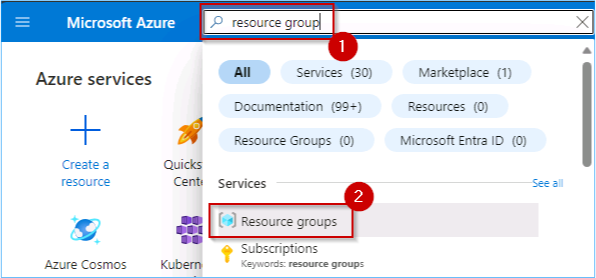 Microsoft Azure
resource group
1
All
Services (30)
Marketplace (1)
Documentation (99+)
Resources (0)
Resource Groups (0)
Microsoft Entra ID (0)
Azure services
Create a
resource
Quicks
Cente
Azure Cosmos
Kubern
Services
See all
2
Resource groups
Subscriptions
Keywords: resource groups